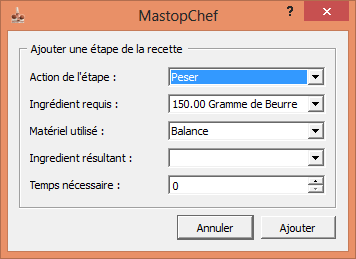 MastopChef
?
Ajouter une étape de la recette
Action de l'étape : Peser
Ingrédient requis : 150.00 Gramme de Beurre
Matériel utilisé : Balance
Ingredient résultant :
Temps nécessaire : 0
Annuler Ajouter